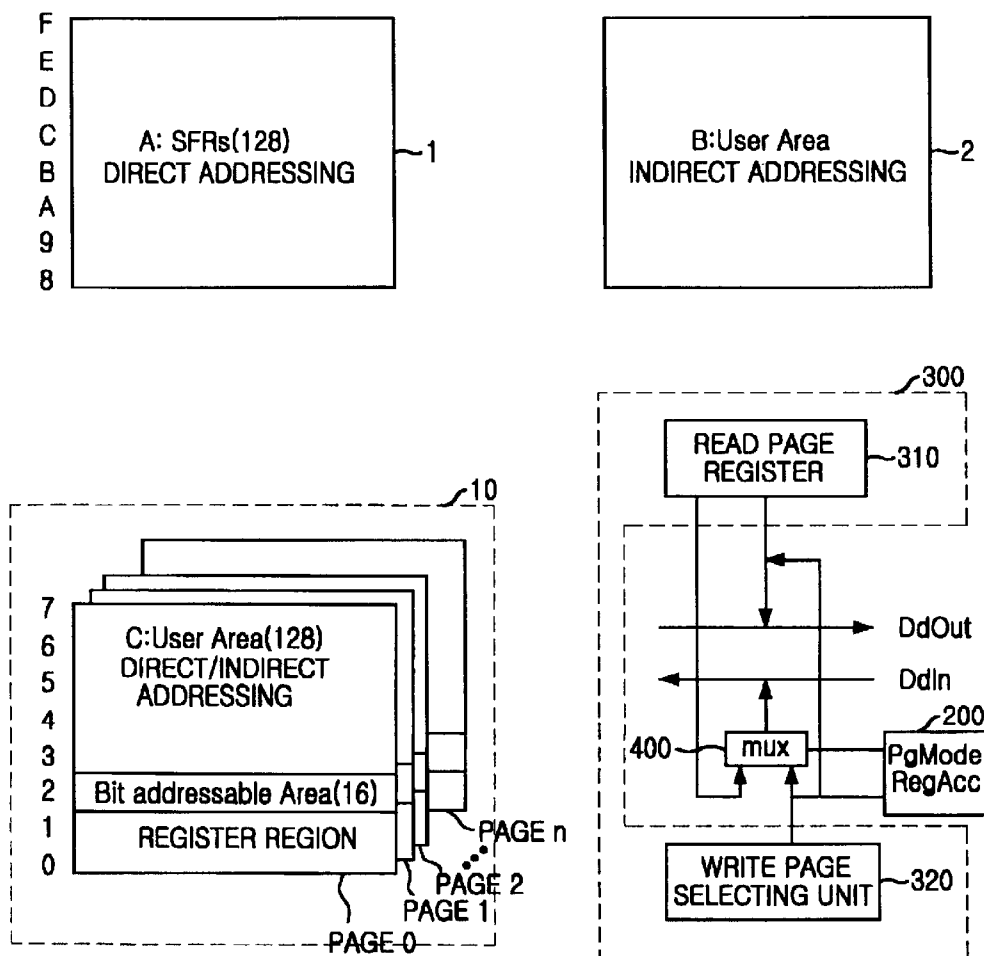 F
E
D
C
B
A
9
8
A: SFRs(128)
DIRECT ADDRESSING
1
B:User Area
INDIRECT ADDRESSING
2
10
7
6
5
4
3
2
1
0
C:User Area(128)
DIRECT/INDIRECT
ADDRESSING
Bit addressable Area(16)
REGISTER REGION
PAGE n
PAGE 2
PAGE 1
PAGE 0
300
READ PAGE
REGISTER
310
DdOut
DdIn
200
400
mux
PgMode
RegAcc
WRITE PAGE
SELECTING UNIT
320